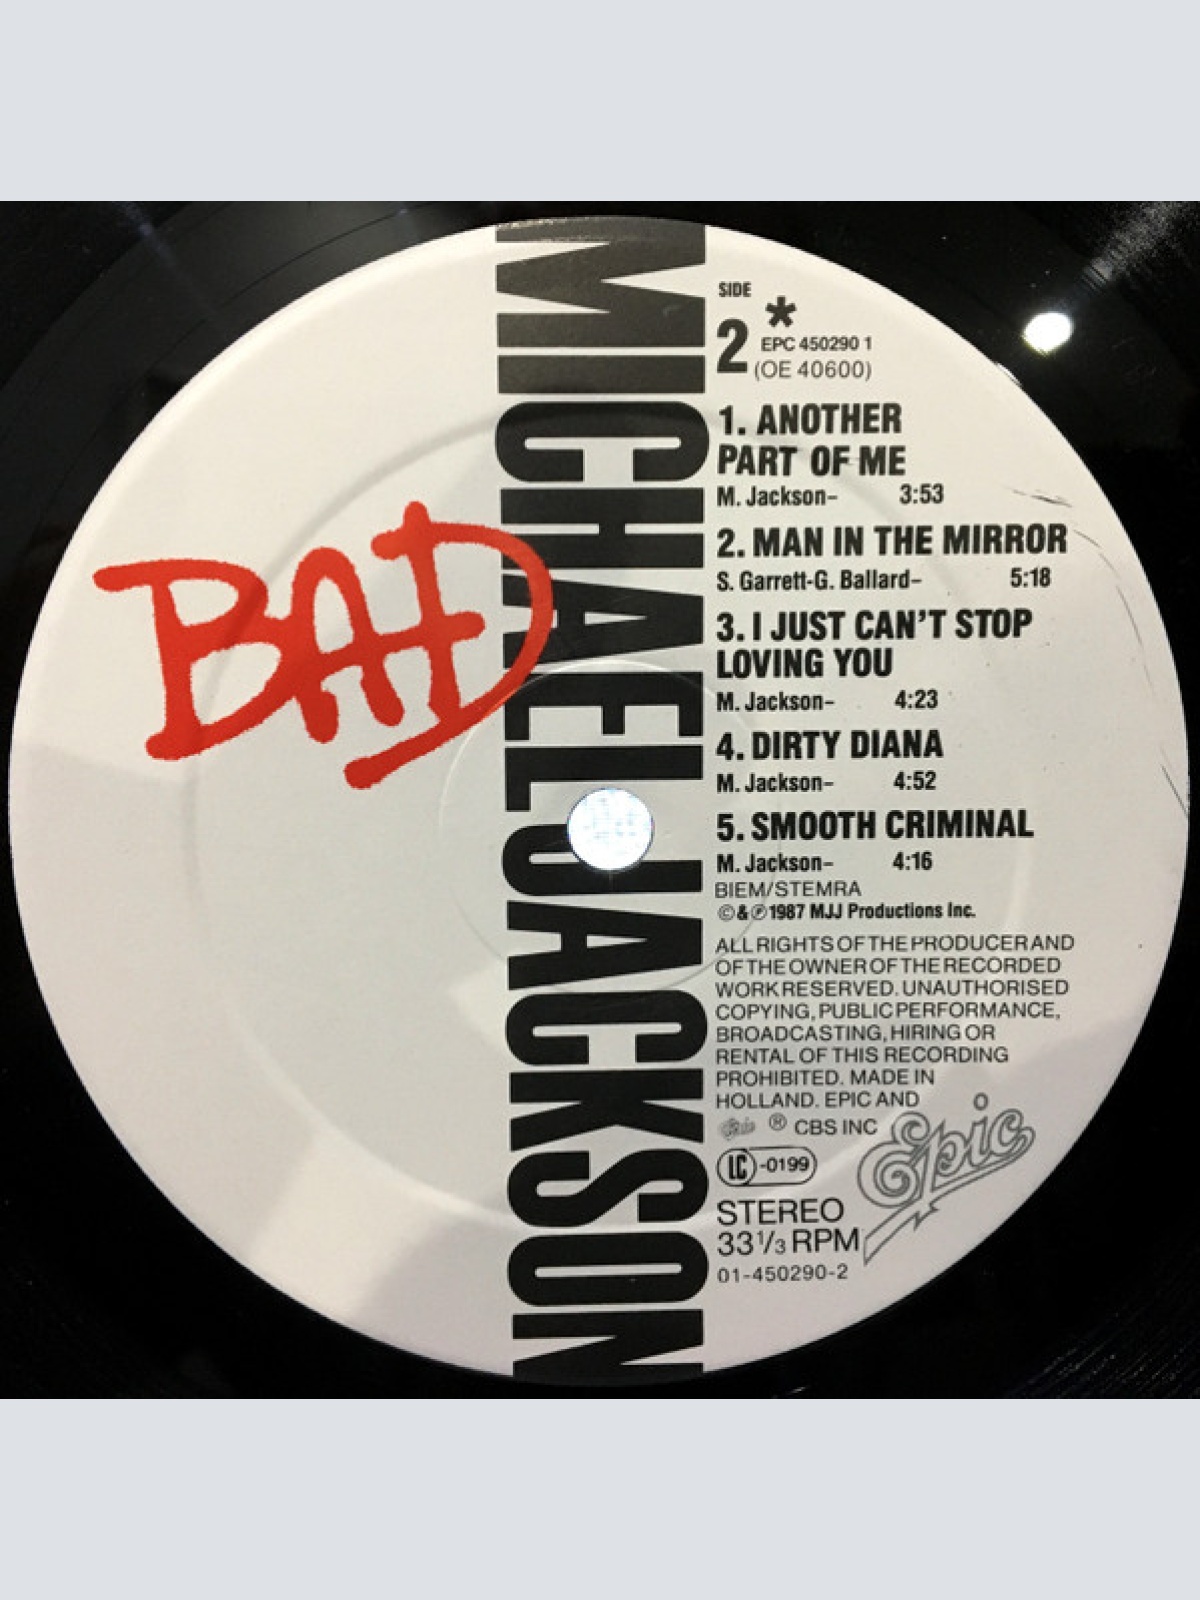 BAD
MICHAEL JACKSON
SIDE
2 *
EPC 450290 1
(OE 40600)
1. ANOTHER
PART OF ME
M. Jackson– 3:53
2. MAN IN THE MIRROR
S. Garrett-G. Ballard– 5:18
3. I JUST CAN'T STOP
LOVING YOU
M. Jackson– 4:23
4. DIRTY DIANA
M. Jackson– 4:52
5. SMOOTH CRIMINAL
M. Jackson– 4:16
BIEM/STEMRA
©&℗1987 MJJ Productions Inc.
ALL RIGHTS OF THE PRODUCER AND
OF THE OWNER OF THE RECORDED
WORK RESERVED. UNAUTHORISED
COPYING, PUBLIC PERFORMANCE,
BROADCASTING, HIRING OR
RENTAL OF THIS RECORDING
PROHIBITED. MADE IN
HOLLAND. EPIC AND
Epic ® CBS INC
LC -0199
Epic
STEREO
33 1/3 RPM
01-450290-2